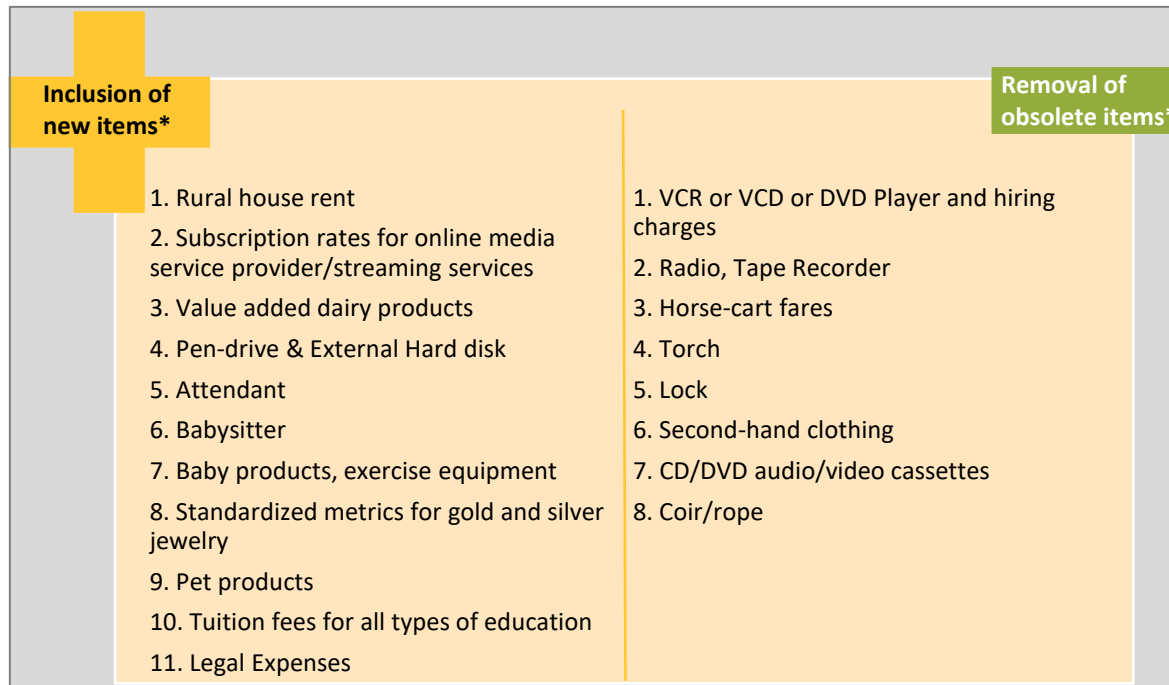 Inclusion of
new items*
Removal of
obsolete items*
1. Rural house rent
2. Subscription rates for online media
service provider/streaming services
3. Value added dairy products
4. Pen-drive & External Hard disk
5. Attendant
6. Babysitter
7. Baby products, exercise equipment
8. Standardized metrics for gold and silver
jewelry
9. Pet products
10. Tuition fees for all types of education
11. Legal Expenses
1. VCR or VCD or DVD Player and hiring
charges
2. Radio, Tape Recorder
3. Horse-cart fares
4. Torch
5. Lock
6. Second-hand clothing
7. CD/DVD audio/video cassettes
8. Coir/rope